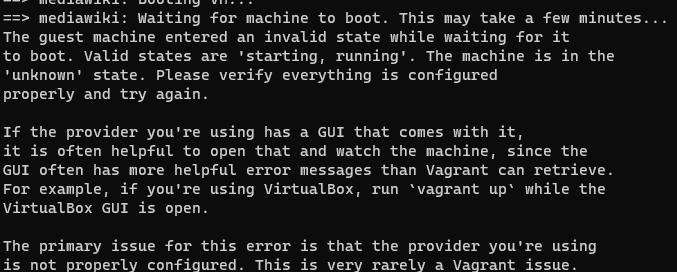 ==> mediawiki: Booting VM...
==> mediawiki: Waiting for machine to boot. This may take a few minutes...
The guest machine entered an invalid state while waiting for it
to boot. Valid states are 'starting, running'. The machine is in the
'unknown' state. Please verify everything is configured
properly and try again.

If the provider you're using has a GUI that comes with it,
it is often helpful to open that and watch the machine, since the
GUI often has more helpful error messages than Vagrant can retrieve.
For example, if you're using VirtualBox, run `vagrant up` while the
VirtualBox GUI is open.

The primary issue for this error is that the provider you're using
is not properly configured. This is very rarely a Vagrant issue.